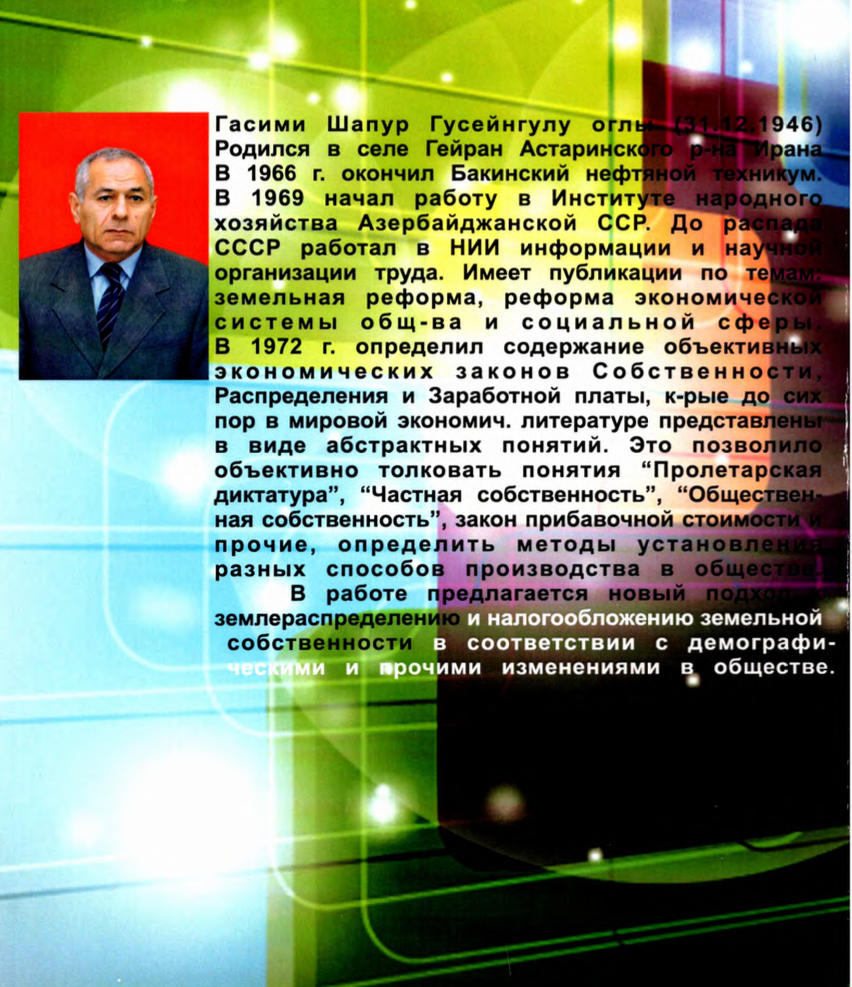 Гасими Шапур Гусейнгулу оглы (31.12.1946)
Родился в селе Гейран Астаринского р-на Ирана
В 1966 г. окончил Бакинский нефтяной техникум.
В 1969 начал работу в Институте народного
хозяйства Азербайджанской ССР. До распада
СССР работал в НИИ информации и научной
организации труда. Имеет публикации по темам:
земельная реформа, реформа экономической
системы общ-ва и социальной сферы.
В 1972 г. определил содержание объективных
экономических законов Собственности,
Распределения и Заработной платы, к-рые до сих
пор в мировой экономич. литературе представлены
в виде абстрактных понятий. Это позволило
объективно толковать понятия “Пролетарская
диктатура”, “Частная собственность”, “Обществен-
ная собственность”, закон прибавочной стоимости и
прочие, определить методы установления
разных способов производства в обществе.
В работе предлагается новый подход к
землераспределению и налогообложению земельной
собственности в соответствии с демографи-
ческими и прочими изменениями в обществе.